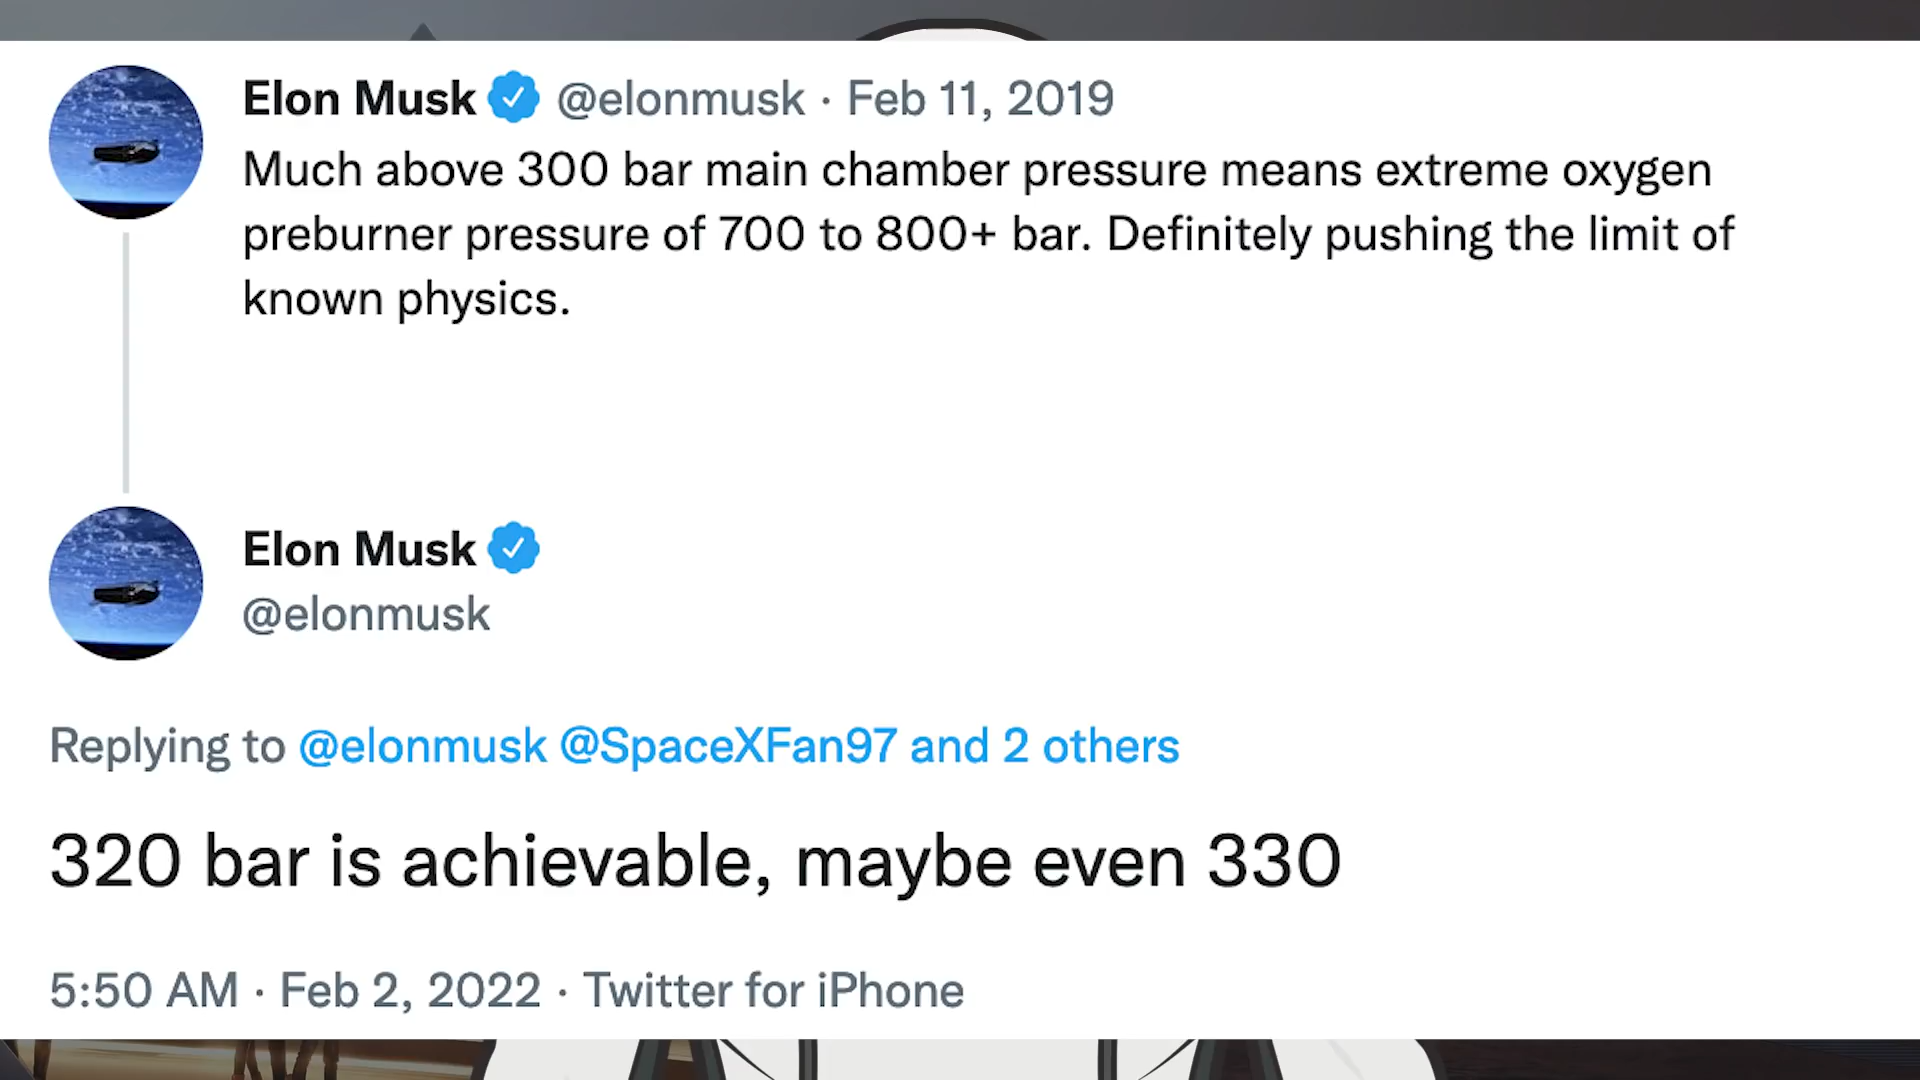 Elon Musk @elonmusk · Feb 11, 2019
Much above 300 bar main chamber pressure means extreme oxygen
preburner pressure of 700 to 800+ bar. Definitely pushing the limit of
known physics.
Elon Musk
@elonmusk
Replying to @elonmusk @SpaceXFan97 and 2 others
320 bar is achievable, maybe even 330
5:50 AM · Feb 2, 2022 · Twitter for iPhone